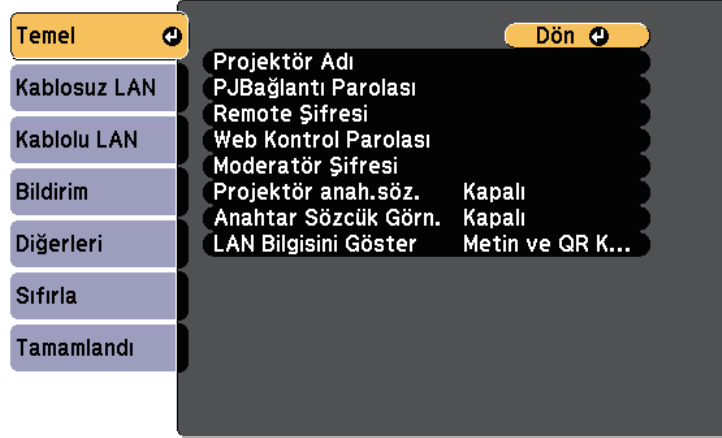 Temel
Kablosuz LAN
Kablolu LAN
Bildirim
Diğerleri
Sıfırla
Tamamlandı
Dön
Projektör Adı
PJBağlantı Parolası
Remote Şifresi
Web Kontrol Parolası
Moderatör Şifresi
Projektör anah.söz. Kapalı
Anahtar Sözcük Görn. Kapalı
LAN Bilgisini Göster Metin ve QR K...